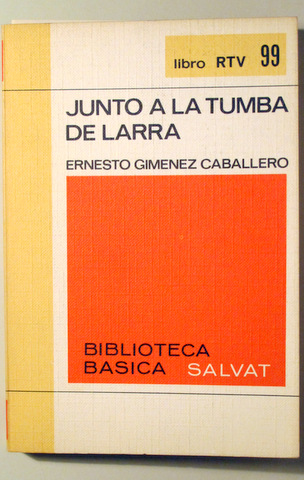 libro RTV 99
JUNTO A LA TUMBA
DE LARRA
ERNESTO GIMENEZ CABALLERO
BIBLIOTECA
BASICA SALVAT